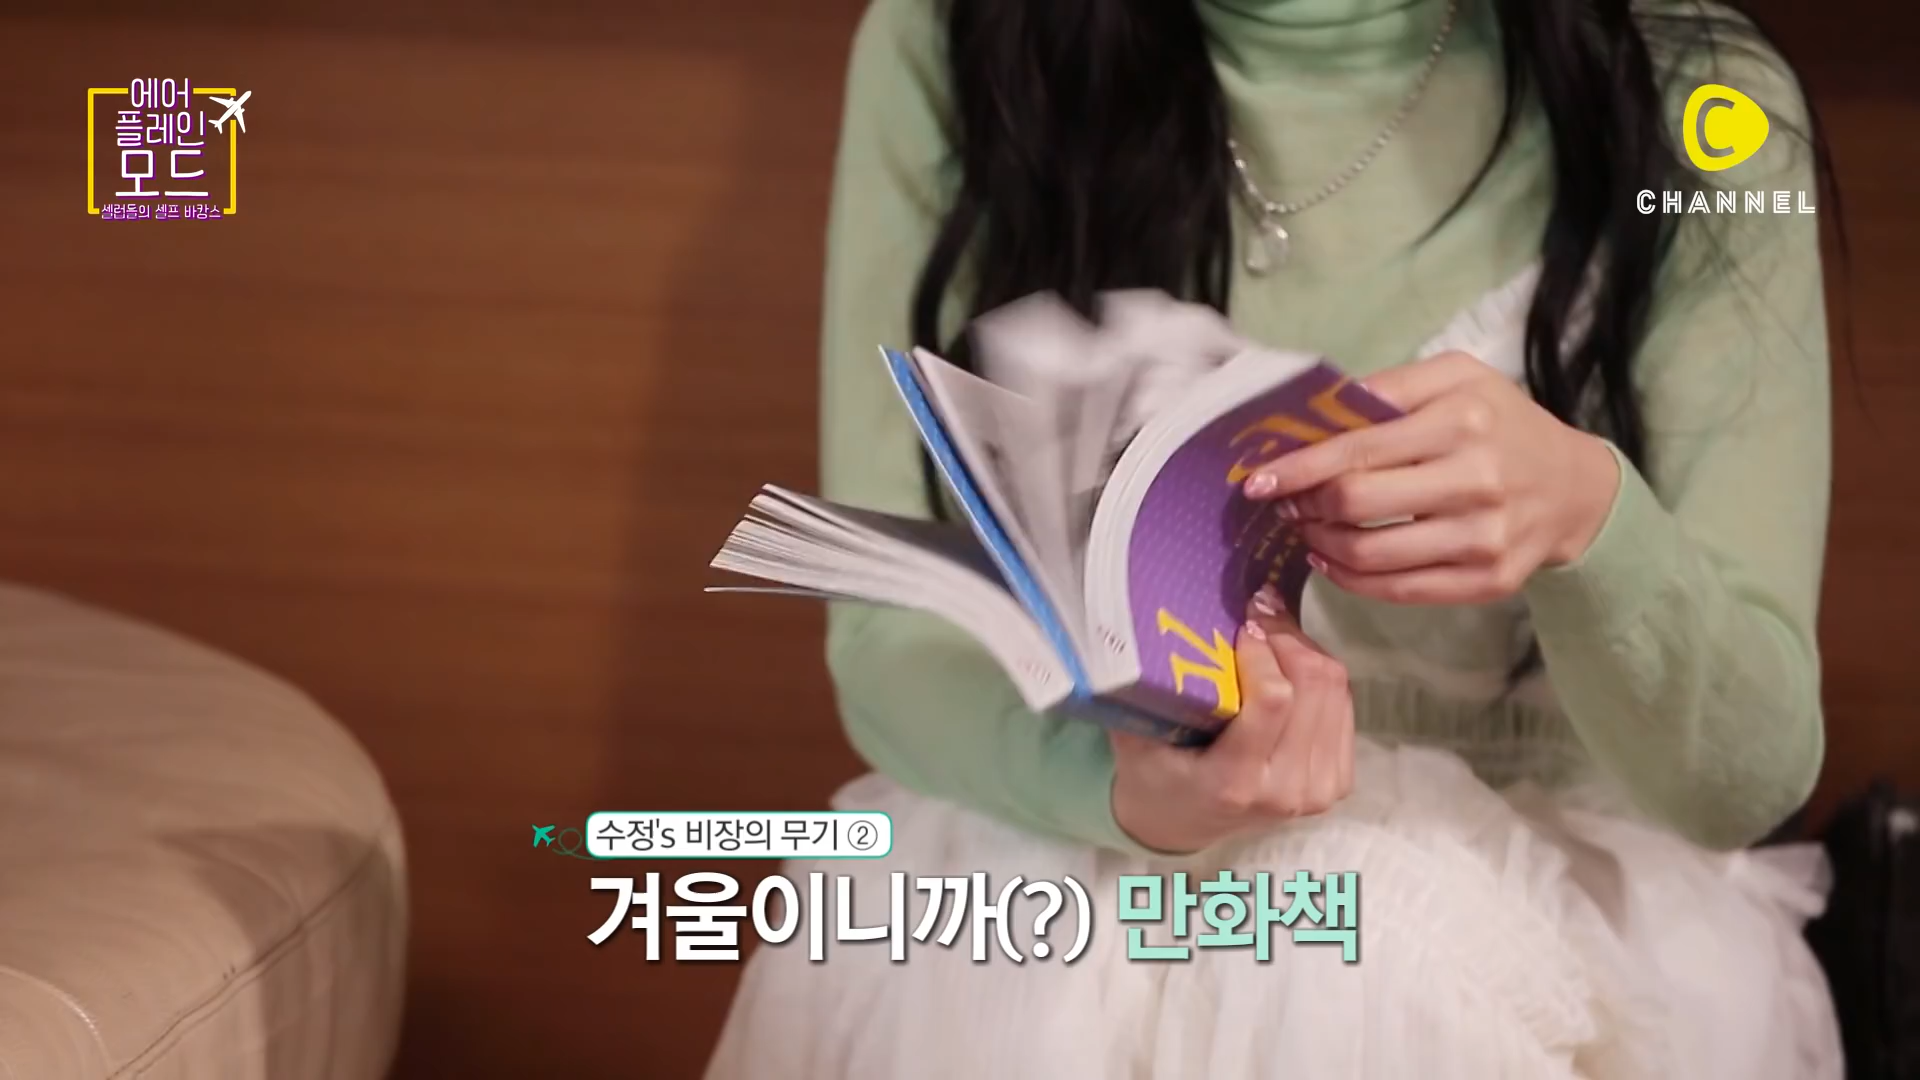 에어
플레인
모드
셀럽들의 셀프 바캉스
C
CHANNEL
수정's 비장의 무기 ②
겨울이니까(?) 만화책